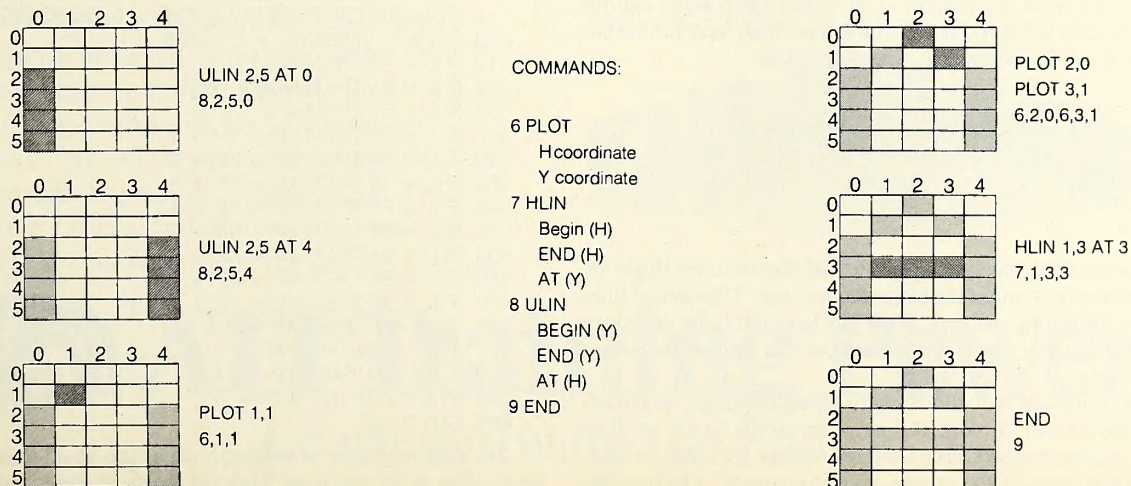 0 1 2 3 4
0
1
2
3
4
5
ULIN 2,5 AT 0
8,2,5,0
0 1 2 3 4
0
1
2
3
4
5
ULIN 2,5 AT 4
8,2,5,4
0 1 2 3 4
0
1
2
3
4
5
PLOT 1,1
6,1,1
COMMANDS:
6 PLOT
H coordinate
Y coordinate
7 HLIN
Begin (H)
END (H)
AT (Y)
8 ULIN
BEGIN (Y)
END (Y)
AT (H)
9 END
0 1 2 3 4
0
1
2
3
4
5
PLOT 2,0
PLOT 3,1
6,2,0,6,3,1
0 1 2 3 4
0
1
2
3
4
5
HLIN 1,3 AT 3
7,1,3,3
0 1 2 3 4
0
1
2
3
4
5
END
9